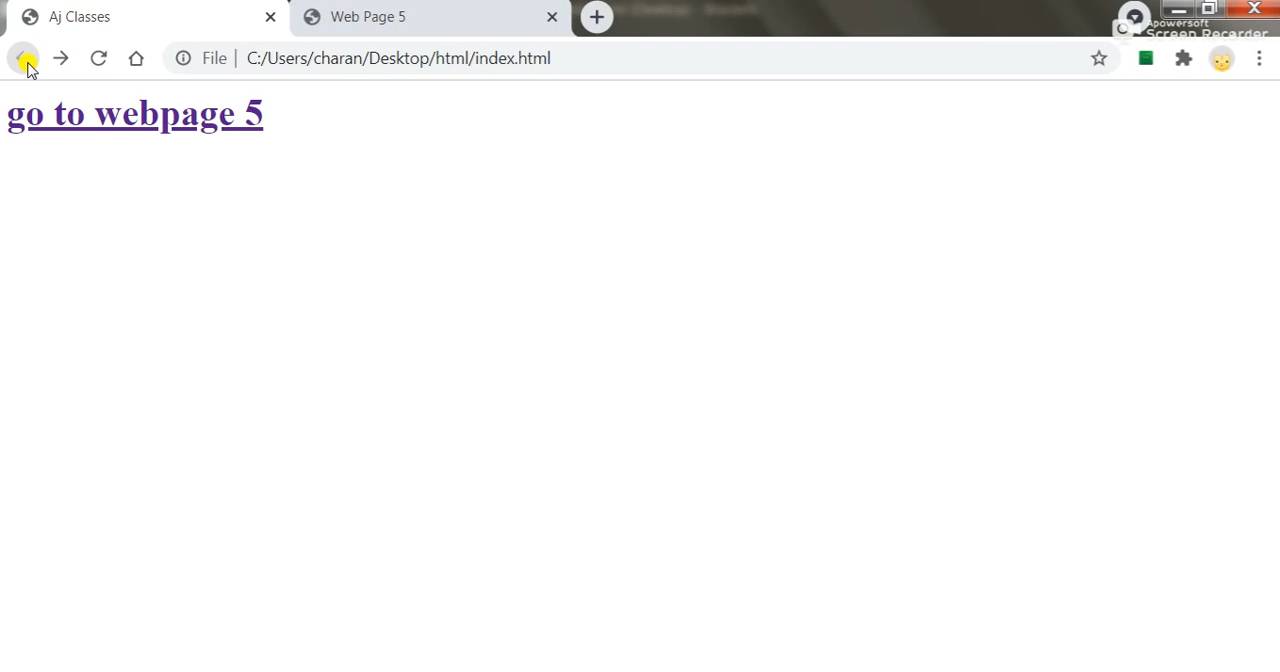 Aj Classes
Web Page 5
Apowersoft
Screen Recorder
File
C:/Users/charan/Desktop/html/index.html
go to webpage 5